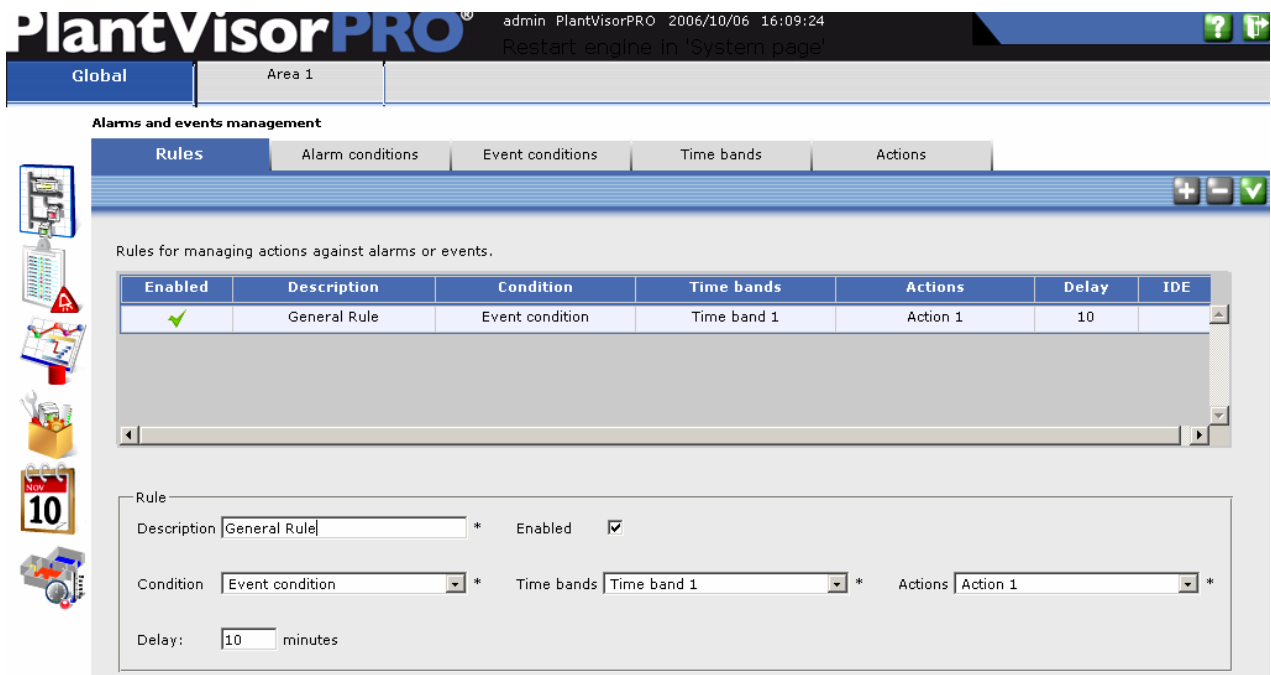 PlantVisorPRO®
admin PlantVisorPRO 2006/10/06 16:09:24
Restart engine in 'System page'
?
Global Area 1
Alarms and events management
Rules Alarm conditions Event conditions Time bands Actions
Rules for managing actions against alarms or events.
Enabled Description Condition Time bands Actions Delay IDE
General Rule Event condition Time band 1 Action 1 10
NOV
10
Rule
Description General Rule * Enabled
Condition Event condition * Time bands Time band 1 * Actions Action 1 *
Delay: 10 minutes